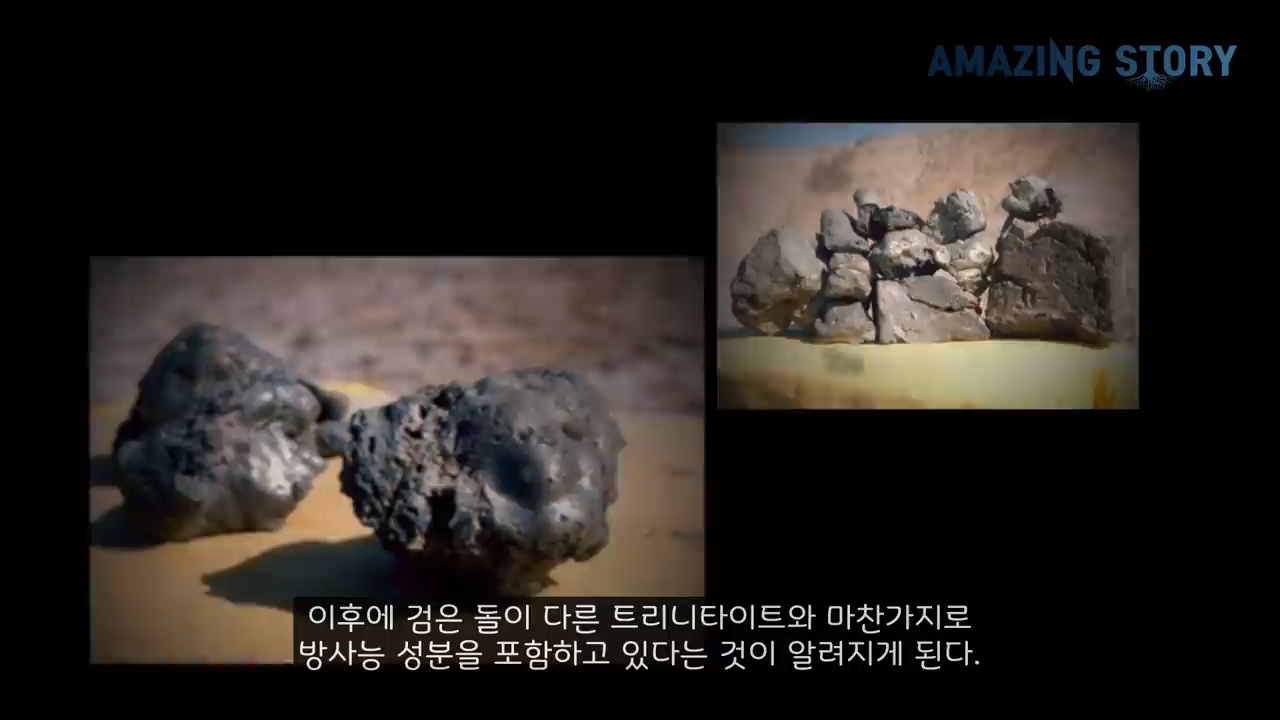 AMAZING STORY
이후에 검은 돌이 다른 트리니타이트와 마찬가지로
방사능 성분을 포함하고 있다는 것이 알려지게 된다.